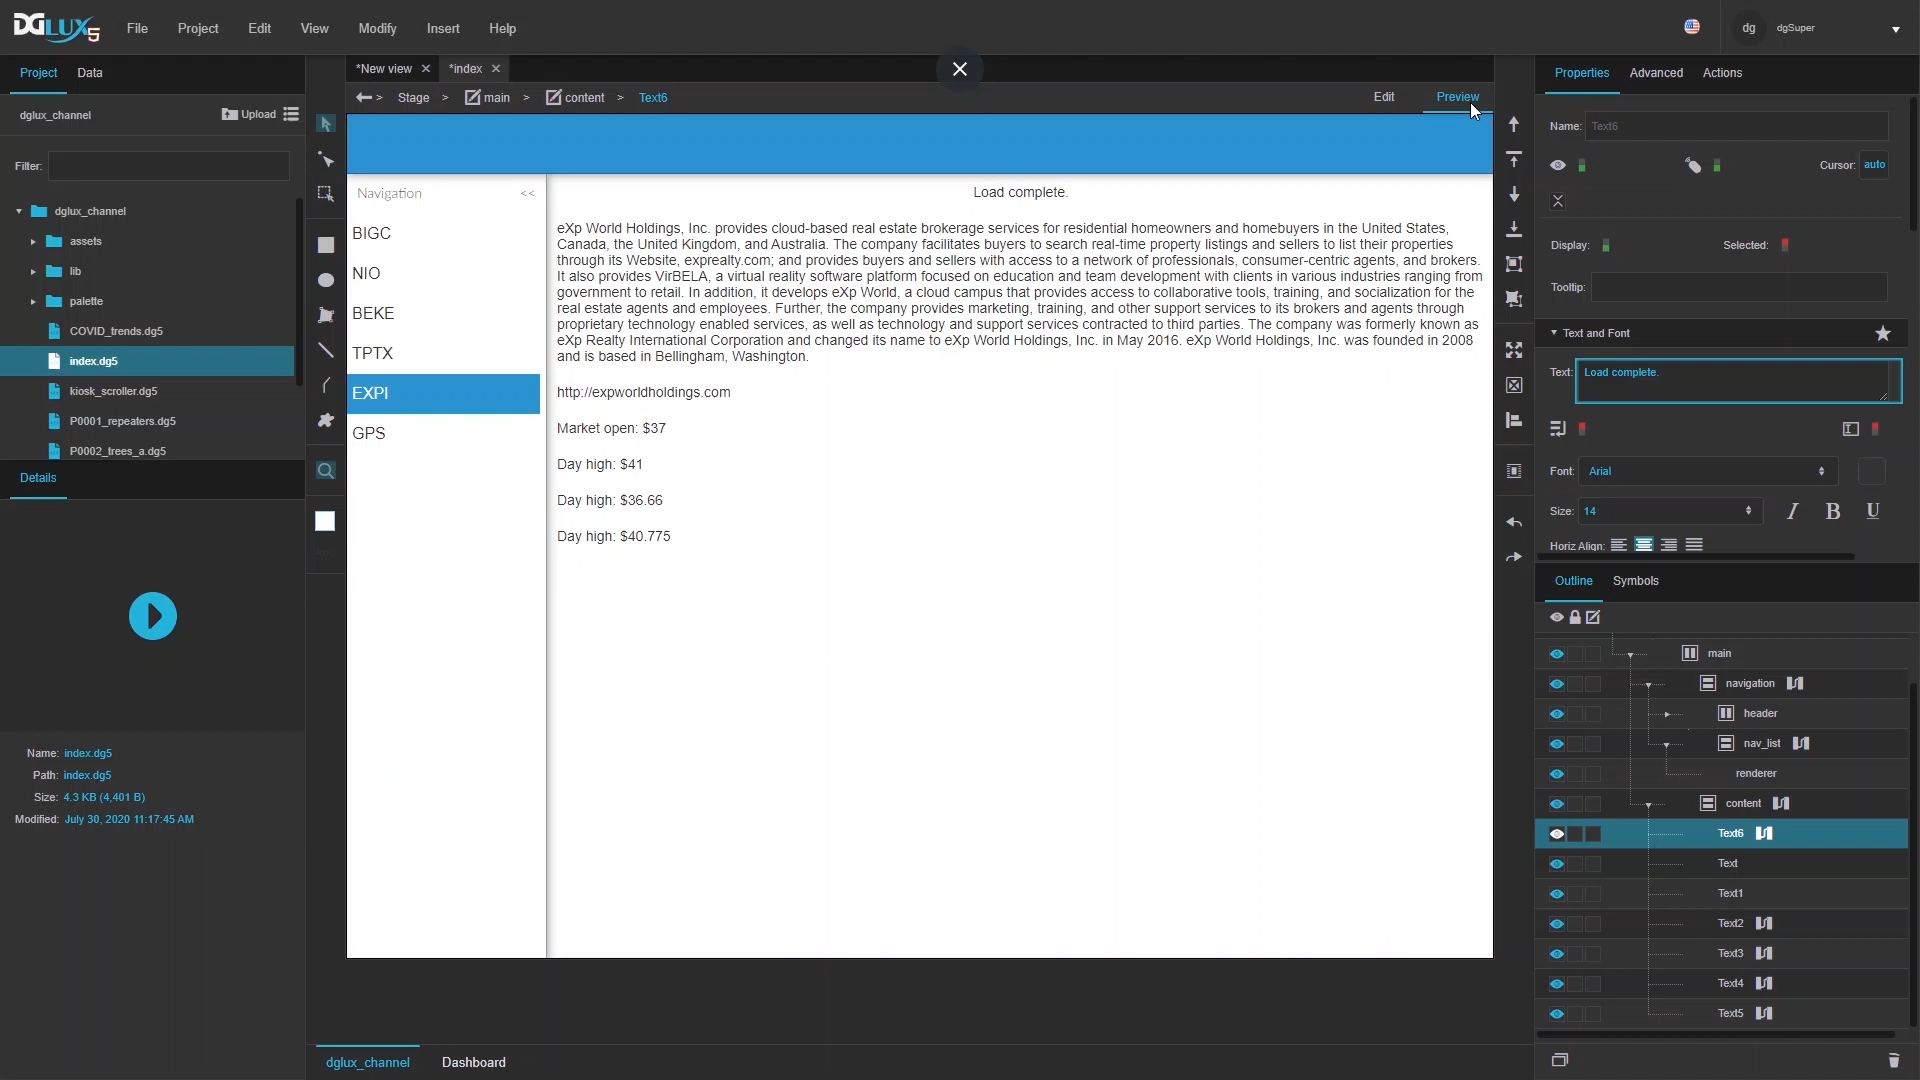 DGLUX5
File
Project
Edit
View
Modify
Insert
Help
dg
dgSuper
Project
Data
dglux_channel
Upload
Filter:
dglux_channel
assets
lib
palette
COVID_trends.dg5
index.dg5
kiosk_scroller.dg5
P0001_repeaters.dg5
P0002_trees_a.dg5
Details
Name: index.dg5
Path: index.dg5
Size: 4.3 KB (4,401 B)
Modified: July 30, 2020 11:17:45 AM
*New view
*index
Stage > main > content > Text6
Edit
Preview
Navigation <<
BIGC
NIO
BEKE
TPTX
EXPI
GPS
Load complete.
eXp World Holdings, Inc. provides cloud-based real estate brokerage services for residential homeowners and homebuyers in the United States,
Canada, the United Kingdom, and Australia. The company facilitates buyers to search real-time property listings and sellers to list their properties
through its Website, exprealty.com; and provides buyers and sellers with access to a network of professionals, consumer-centric agents, and brokers.
It also provides VirBELA, a virtual reality software platform focused on education and team development with clients in various industries ranging from
government to retail. In addition, it develops eXp World, a cloud campus that provides access to collaborative tools, training, and socialization for the
real estate agents and employees. Further, the company provides marketing, training, and other support services to its brokers and agents through
proprietary technology enabled services, as well as technology and support services contracted to third parties. The company was formerly known as
eXp Realty International Corporation and changed its name to eXp World Holdings, Inc. in May 2016. eXp World Holdings, Inc. was founded in 2008
and is based in Bellingham, Washington.
http://expworldholdings.com
Market open: $37
Day high: $41
Day high: $36.66
Day high: $40.775
dglux_channel
Dashboard
Properties
Advanced
Actions
Name: Text6
Cursor: auto
Display:
Selected:
Tooltip:
Text and Font
Text: Load complete.
Font: Arial
Size: 14
I B U
Horiz Align:
Outline
Symbols
main
navigation
header
nav_list
renderer
content
Text6
Text
Text1
Text2
Text3
Text4
Text5